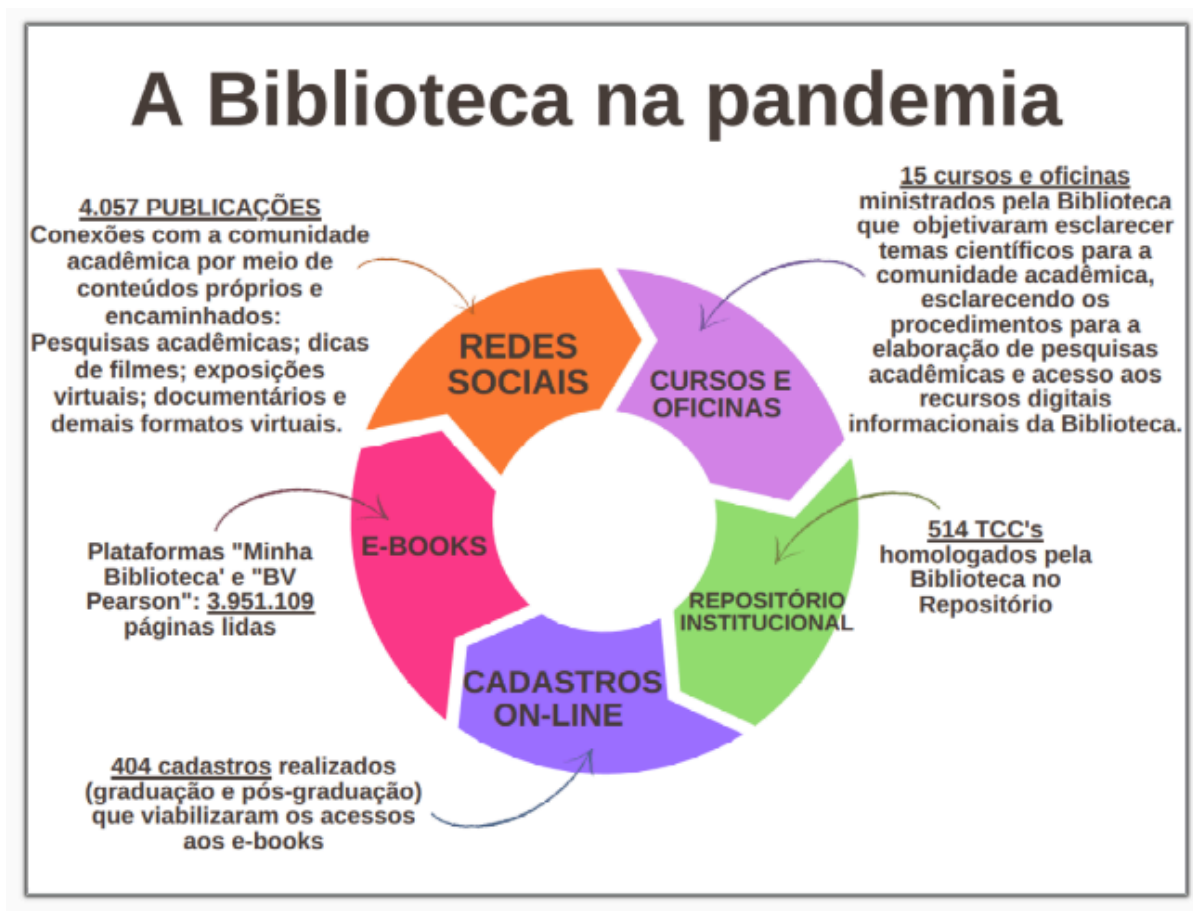 A Biblioteca na pandemia
4.057 PUBLICAÇÕES
Conexões com a comunidade
acadêmica por meio de
conteúdos próprios e
encaminhados:
Pesquisas acadêmicas; dicas
de filmes; exposições
virtuais; documentários e
demais formatos virtuais.
15 cursos e oficinas
ministrados pela Biblioteca
que objetivaram esclarecer
temas científicos para a
comunidade acadêmica,
esclarecendo os
procedimentos para a
elaboração de pesquisas
acadêmicas e acesso aos
recursos digitais
informacionais da Biblioteca.
REDES
SOCIAIS
CURSOS E
OFICINAS
E-BOOKS
REPOSITÓRIO
INSTITUCIONAL
CADASTROS
ON-LINE
Plataformas "Minha
Biblioteca' e "BV
Pearson": 3.951.109
páginas lidas
514 TCC's
homologados pela
Biblioteca no
Repositório
404 cadastros realizados
(graduação e pós-graduação)
que viabilizaram os acessos
aos e-books